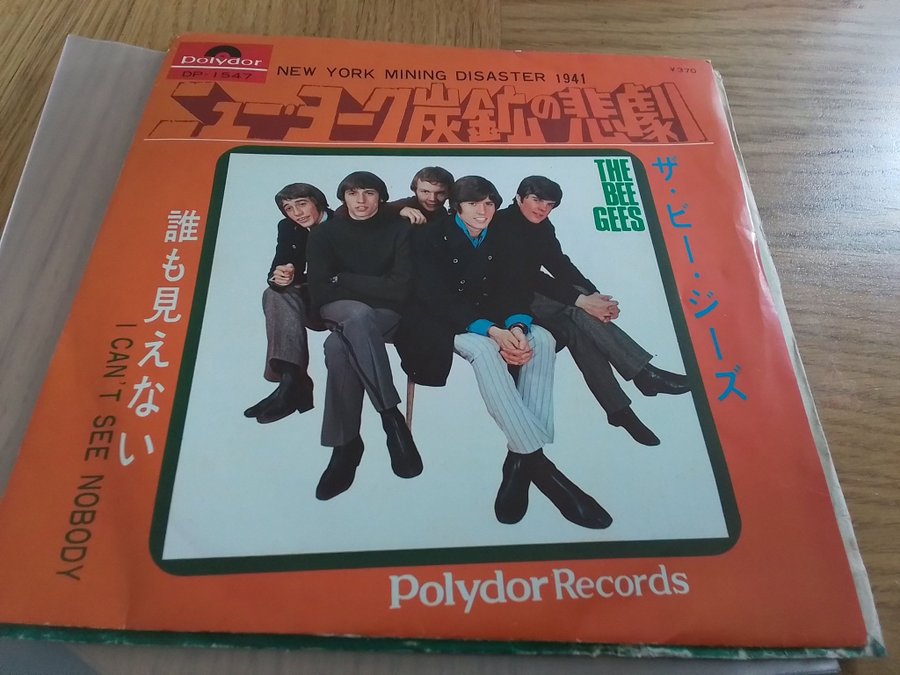 polydor
DP-1547
NEW YORK MINING DISASTER 1941
¥370
ニューヨーク炭鉱の悲劇
THE
BEE
GEES
ザ・ビー・ジーズ
誰も見えない
I CAN'T SEE NOBODY
Polydor Records